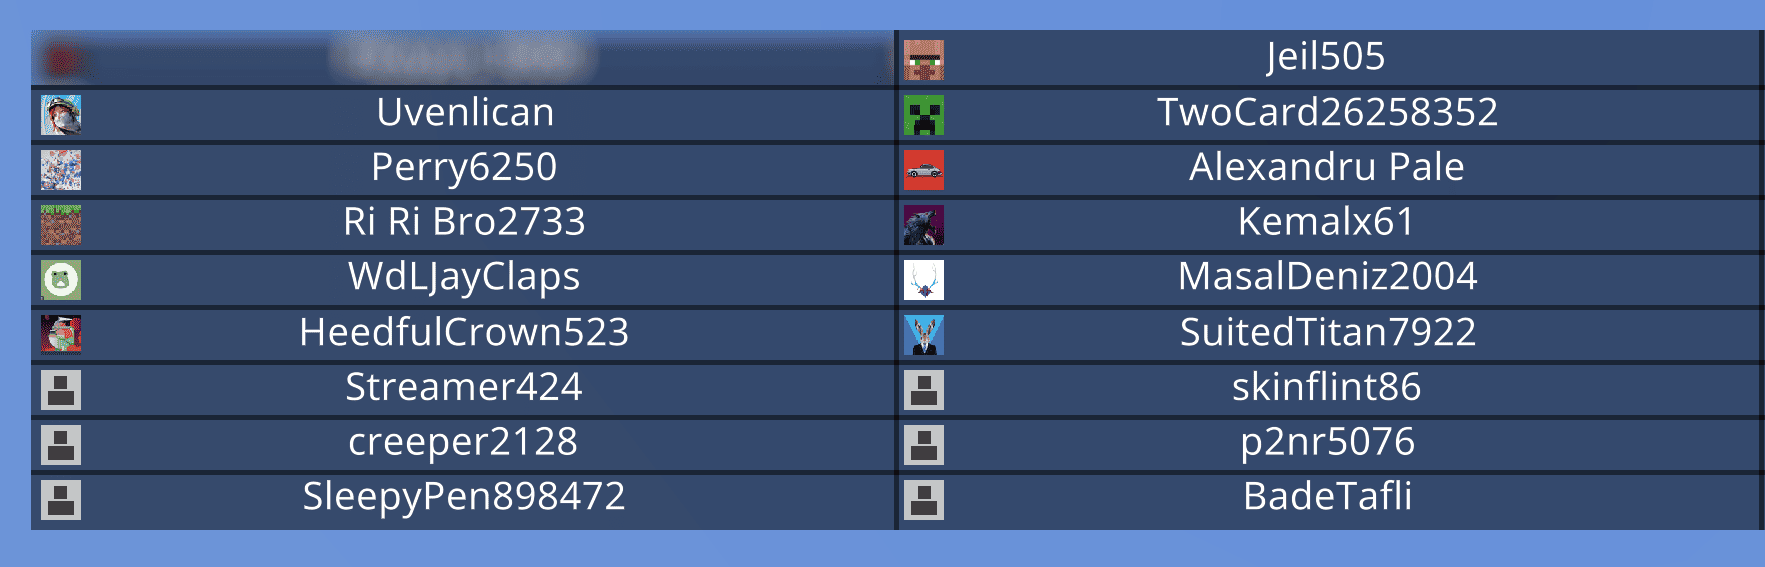 Jeil505
Uvenlican
TwoCard26258352
Perry6250
Alexandru Pale
Ri Ri Bro2733
Kemalx61
WdLJayClaps
MasalDeniz2004
HeedfulCrown523
SuitedTitan7922
Streamer424
skinflint86
creeper2128
p2nr5076
SleepyPen898472
BadeTafli